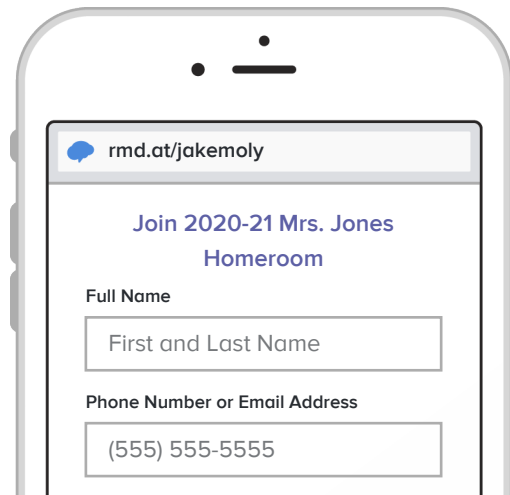 rmd.at/jakemoly
Join 2020-21 Mrs. Jones
Homeroom
Full Name
First and Last Name
Phone Number or Email Address
(555) 555-5555